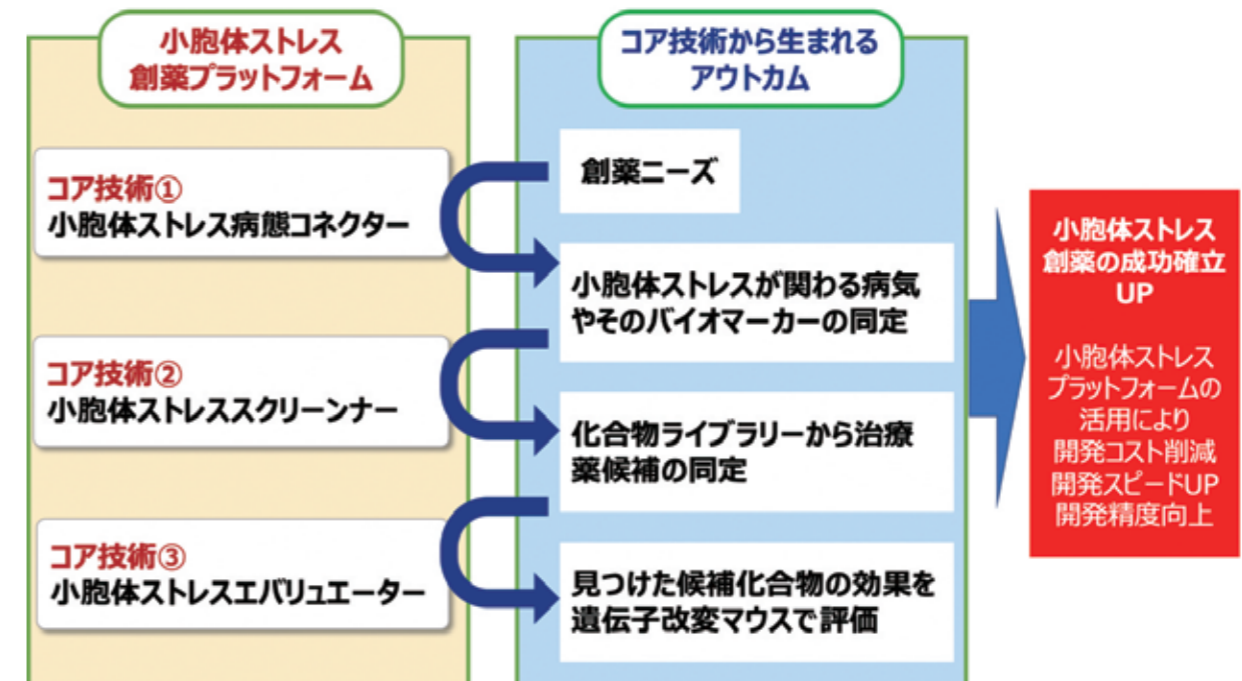 小胞体ストレス
創薬プラットフォーム
コア技術①
小胞体ストレス病態コネクター
コア技術②
小胞体ストレススクリーンナー
コア技術③
小胞体ストレスエバリュエーター
コア技術から生まれる
アウトカム
創薬ニーズ
小胞体ストレスが関わる病気
やそのバイオマーカーの同定
化合物ライブラリーから治療
薬候補の同定
見つけた候補化合物の効果を
遺伝子改変マウスで評価
小胞体ストレス
創薬の成功確立
UP
小胞体ストレス
プラットフォームの
活用により
開発コスト削減
開発スピードUP
開発精度向上